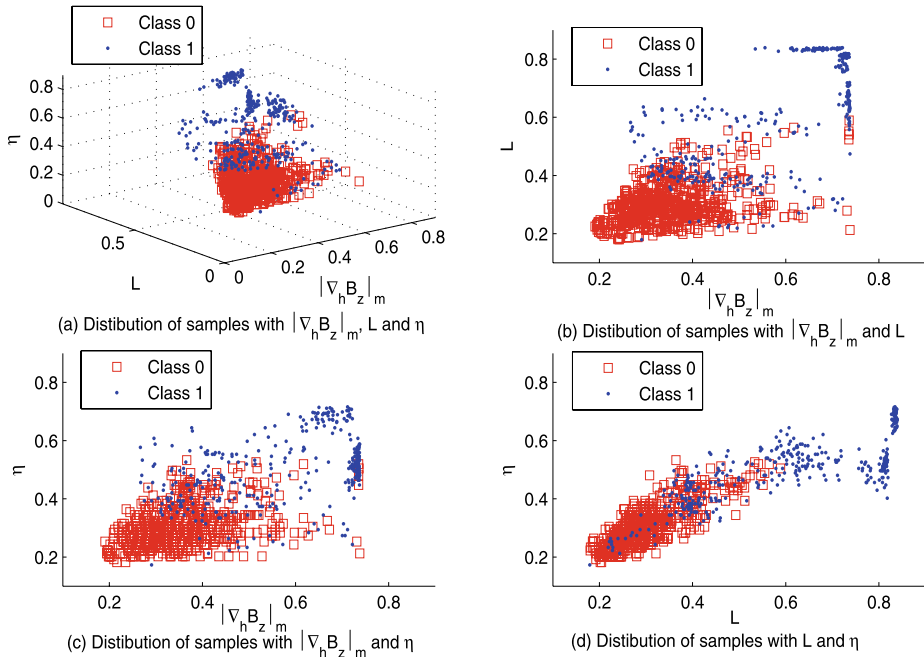 Class 0
Class 1
0.8
0.6
0.4
0.2
0
η
0.5
0
L
0
0.2
0.4
0.6
0.8
|∇hBz|m
(a) Distibution of samples with |∇hBz|m, L and η
Class 0
Class 1
0.8
0.6
0.4
0.2
L
0.2
0.4
0.6
0.8
|∇hBz|m
(b) Distibution of samples with |∇hBz|m and L
Class 0
Class 1
0.8
0.6
0.4
0.2
η
0.2
0.4
0.6
0.8
|∇hBz|m
(c) Distibution of samples with |∇hBz|m and η
Class 0
Class 1
0.8
0.6
0.4
0.2
η
0.2
0.4
0.6
0.8
L
(d) Distibution of samples with L and η